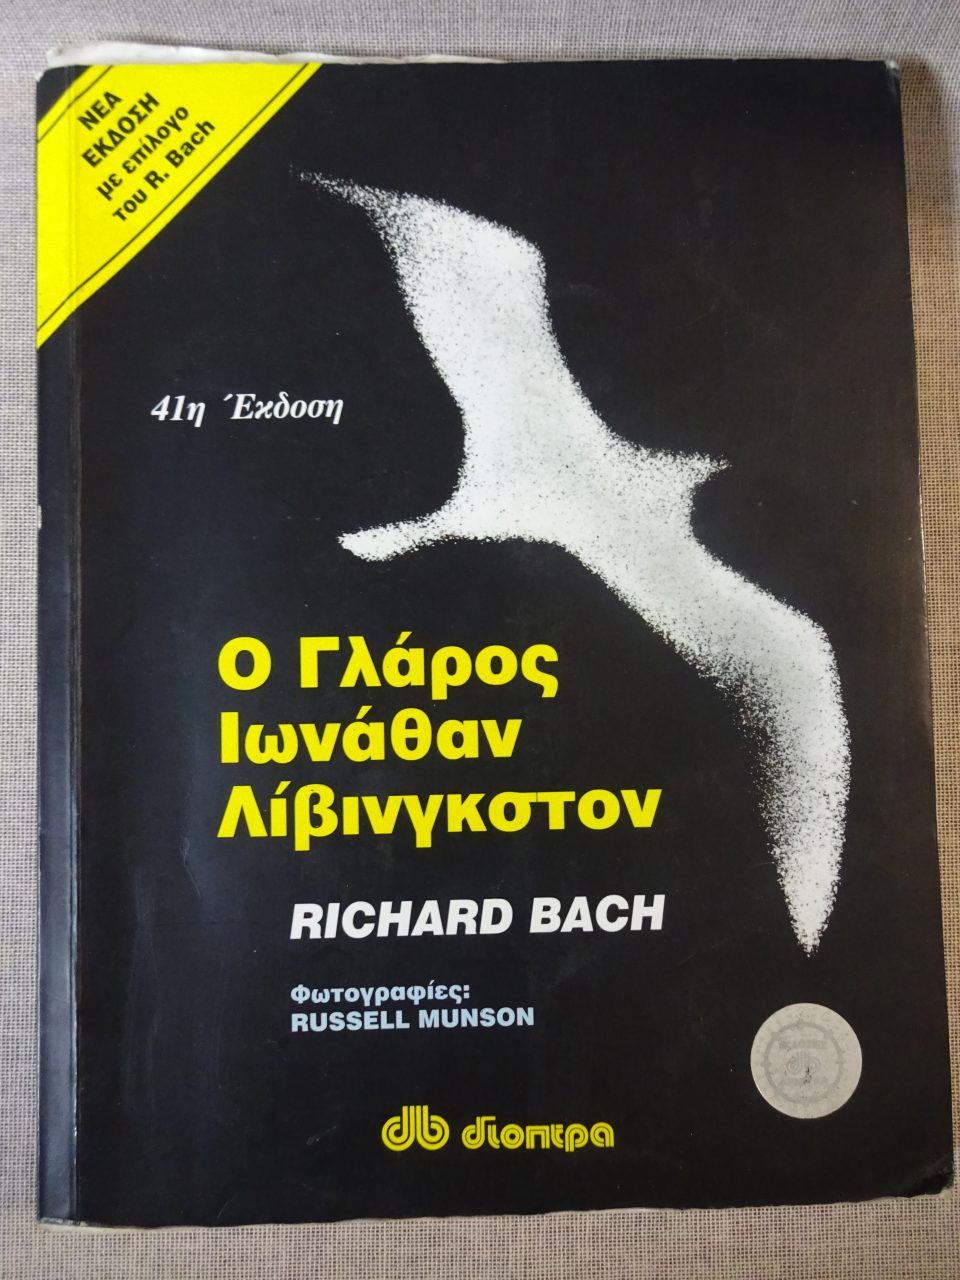 ΝΕΑ
ΕΚΔΟΣΗ
με επίλογο
του R. Bach
41η Έκδοση
Ο Γλάρος
Ιωνάθαν
Λίβινγκστον
RICHARD BACH
Φωτογραφίες:
RUSSELL MUNSON
db διοπτρα